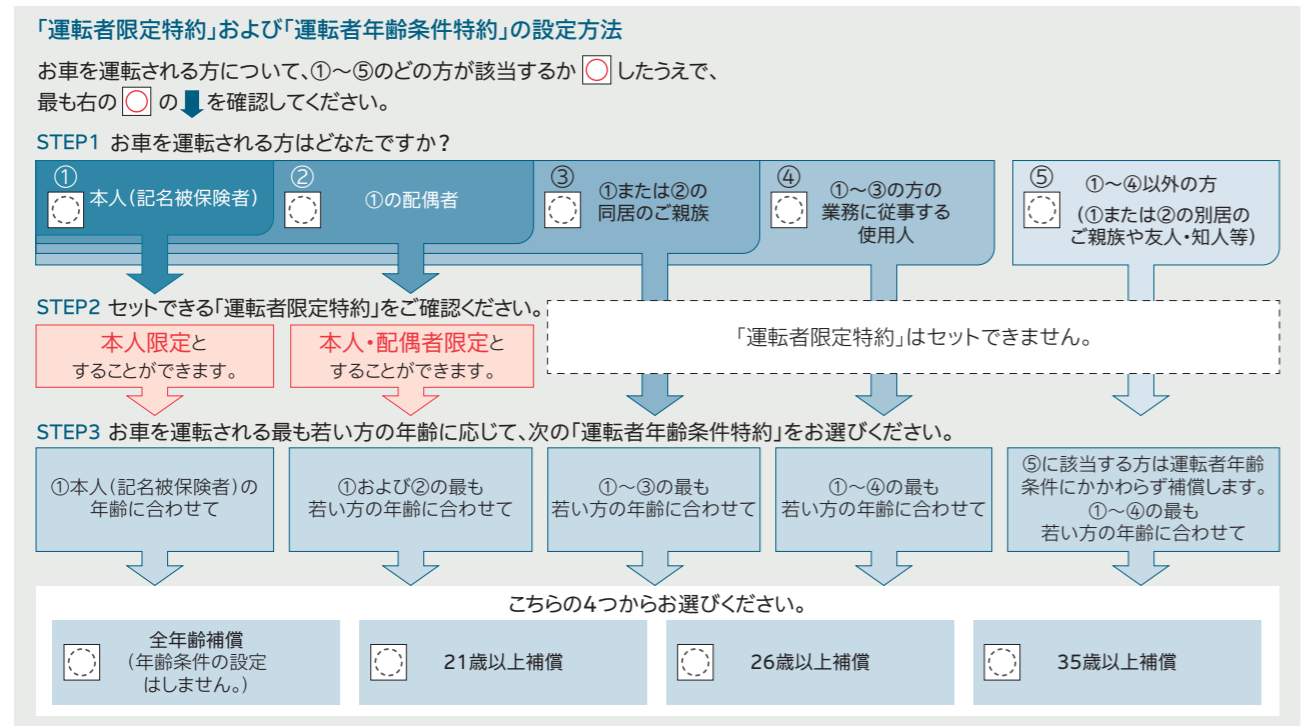 「運転者限定特約」および「運転者年齢条件特約」の設定方法
お車を運転される方について、①～⑤のどの方が該当するか○したうえで、
最も右の○の⬇を確認してください。
STEP1 お車を運転される方はどなたですか?
①
本人(記名被保険者)
②
①の配偶者
③
①または②の
同居のご親族
④
①～③の方の
業務に従事する
使用人
⑤
①～④以外の方
(①または②の別居の
ご親族や友人・知人等)
STEP2 セットできる「運転者限定特約」をご確認ください。
本人限定と
することができます。
本人・配偶者限定と
することができます。
「運転者限定特約」はセットできません。
STEP3 お車を運転される最も若い方の年齢に応じて、次の「運転者年齢条件特約」をお選びください。
①本人(記名被保険者)の
年齢に合わせて
①および②の最も
若い方の年齢に合わせて
①～③の最も
若い方の年齢に合わせて
①～④の最も
若い方の年齢に合わせて
⑤に該当する方は運転者年齢
条件にかかわらず補償します。
①～④の最も
若い方の年齢に合わせて
こちらの4つからお選びください。
全年齢補償
(年齢条件の設定
はしません。)
21歳以上補償
26歳以上補償
35歳以上補償